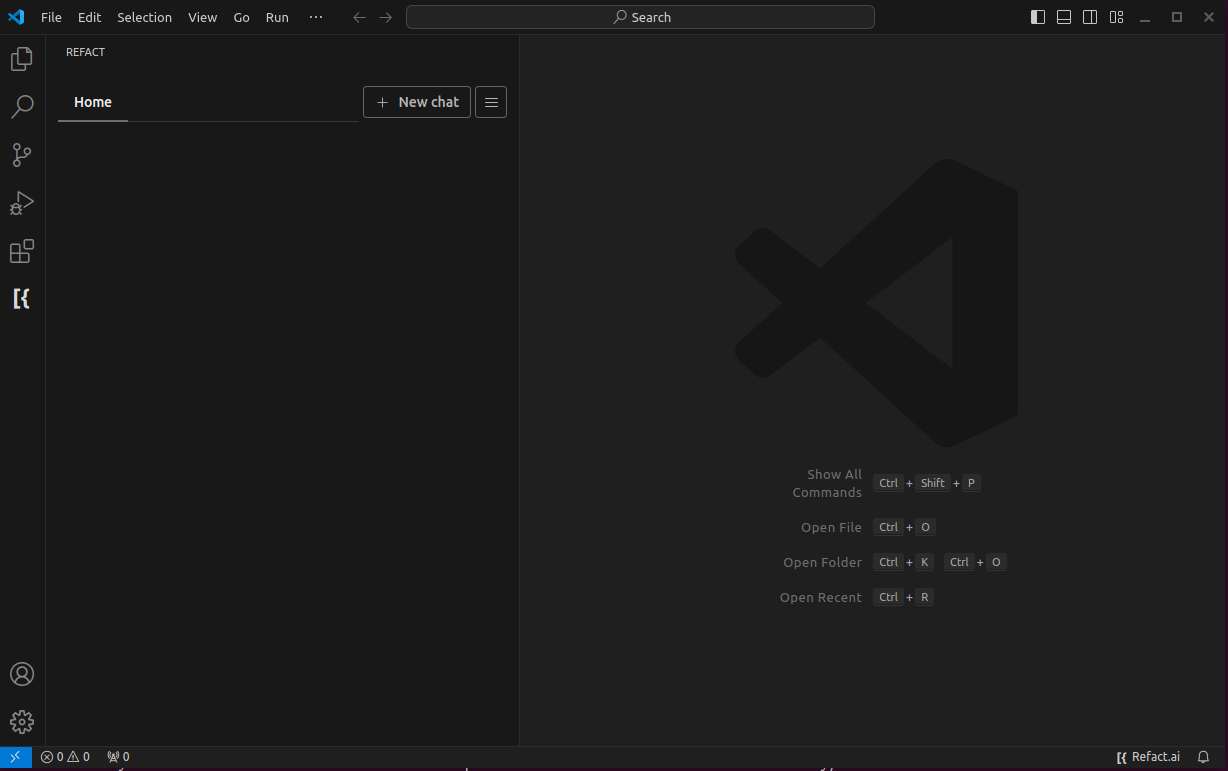 File Edit Selection View Go Run ···
Search
REFACT
Home
New chat
Show All Commands Ctrl + Shift + P
Open File Ctrl + O
Open Folder Ctrl + K Ctrl + O
Open Recent Ctrl + R
0 0 0
Refact.ai